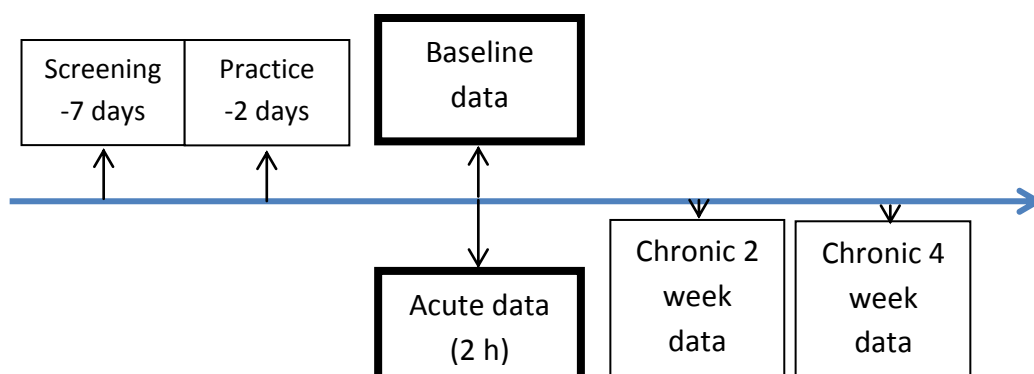 Screening
-7 days
Practice
-2 days
Baseline
data
Acute data
(2 h)
Chronic 2
week
data
Chronic 4
week
data